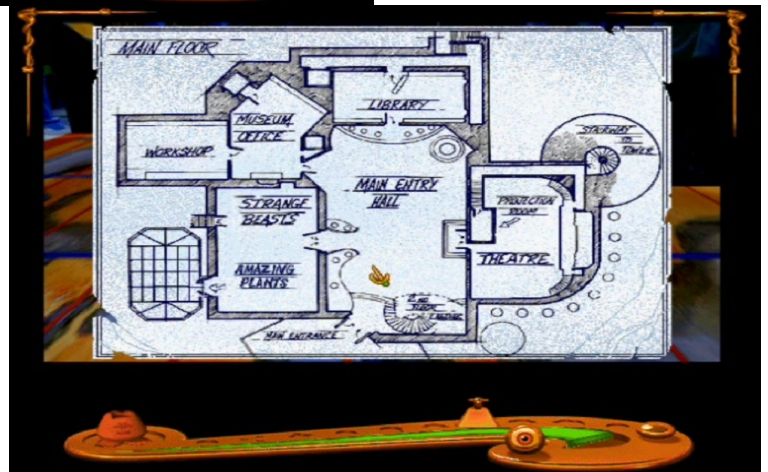 MAIN FLOOR
LIBRARY
MUSEUM
OFFICE
STAIRWAY
TO
TOWER
WORKSHOP
MAIN ENTRY
HALL
STRANGE
BEASTS
PROJECTION
ROOM
THEATRE
AMAZING
PLANTS
MAIN ENTRANCE